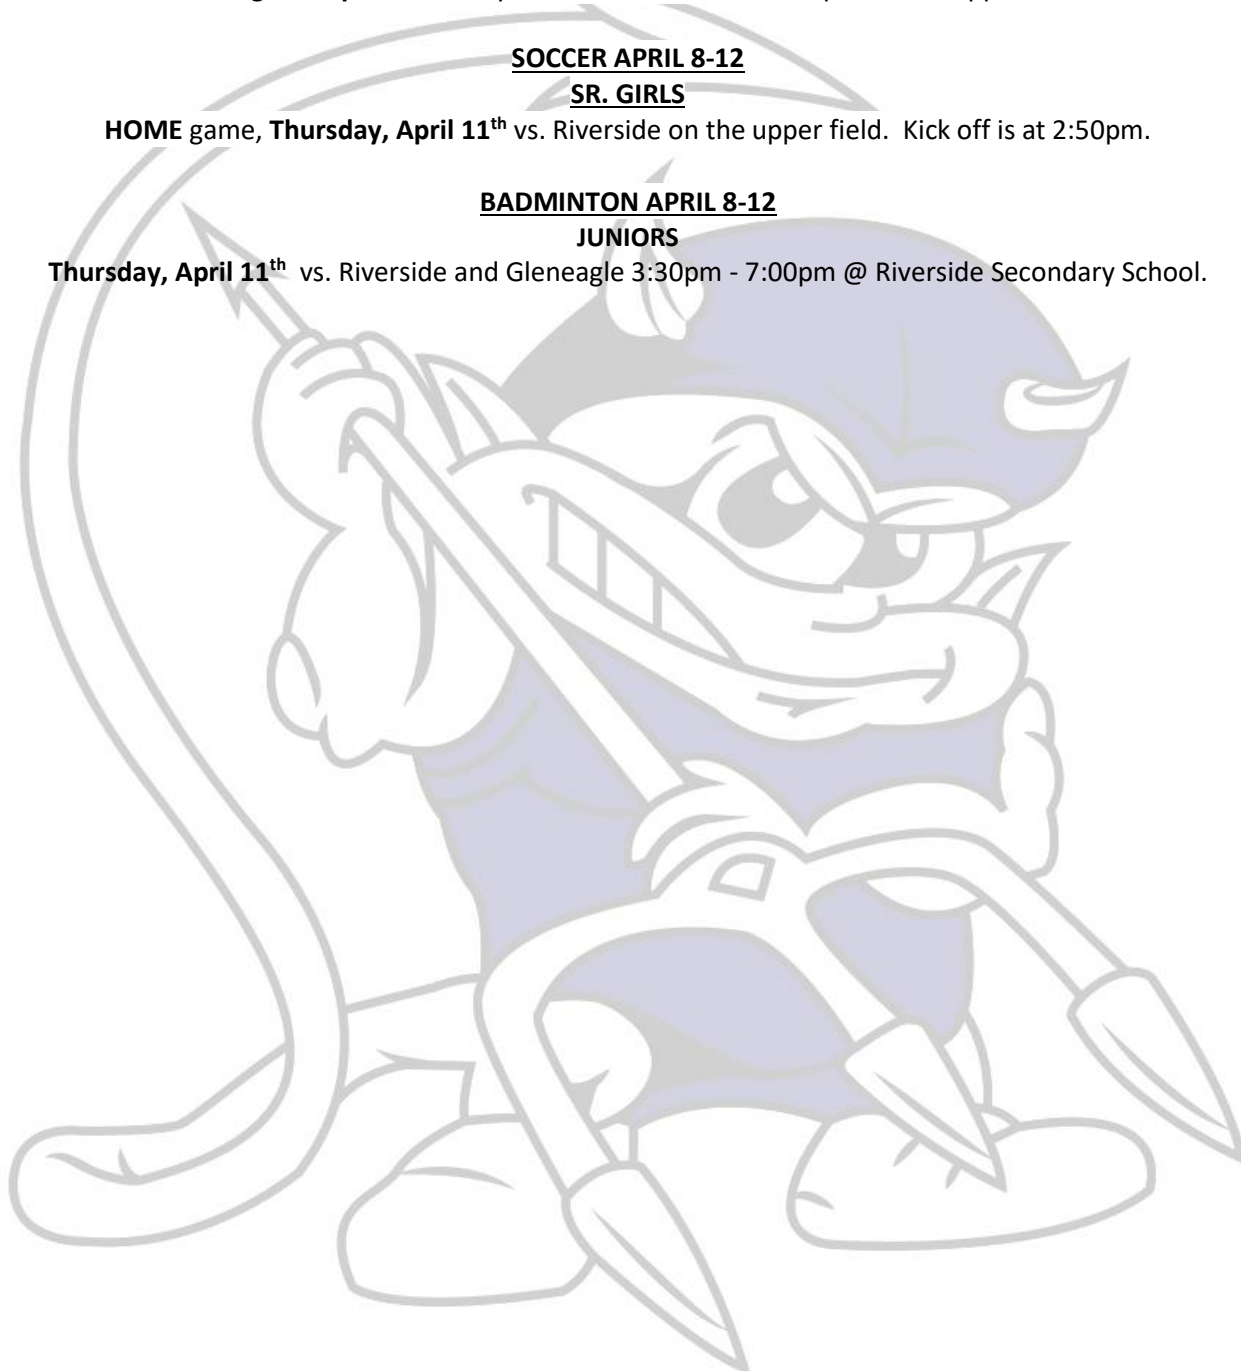 SOCCER APRIL 8-12
SR. GIRLS
HOME game, Thursday, April 11th vs. Riverside on the upper field.  Kick off is at 2:50pm.
BADMINTON APRIL 8-12
JUNIORS
Thursday, April 11th  vs. Riverside and Gleneagle 3:30pm - 7:00pm @ Riverside Secondary School.